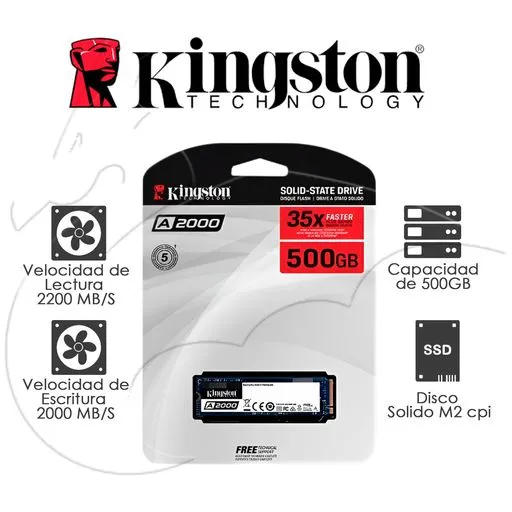 Kingston®
TECHNOLOGY
Kingston
TECHNOLOGY
SOLID-STATE DRIVE
DISQUE FLASH | DRIVE A STATO SOLIDO
A2000
35x FASTER
500GB
5
Velocidad de
Lectura
2200 MB/S
Capacidad
de 500GB
Velocidad de
Escritura
2000 MB/S
SSD
Disco
Solido M2 cpi
Kingston
A2000
FREE TECHNICAL
SUPPORT